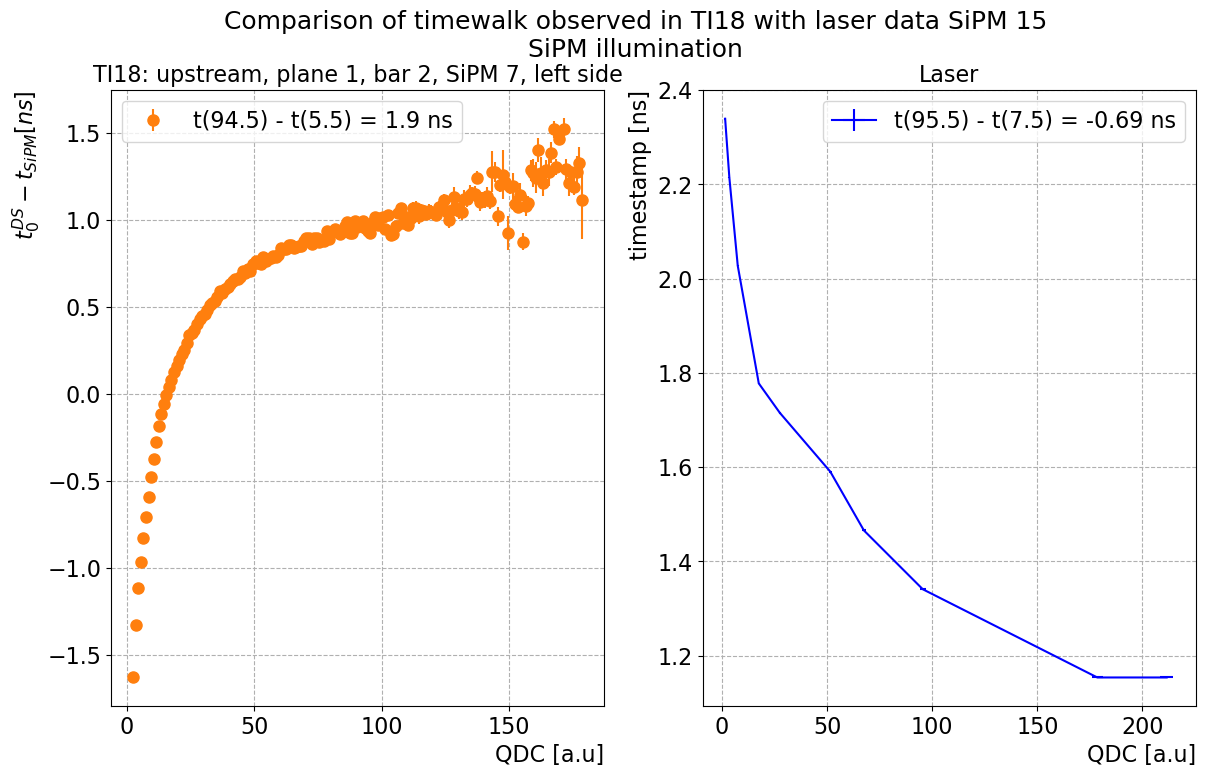 Comparison of timewalk observed in TI18 with laser data SiPM 15
SiPM illumination
TI18: upstream, plane 1, bar 2, SiPM 7, left side
t(94.5) - t(5.5) = 1.9 ns
t₀ᴰˢ − t_SiPM[ns]
1.5
1.0
0.5
0.0
−0.5
−1.0
−1.5
0
50
100
150
QDC [a.u]
Laser
t(95.5) - t(7.5) = -0.69 ns
timestamp [ns]
2.4
2.2
2.0
1.8
1.6
1.4
1.2
0
50
100
150
200
QDC [a.u]